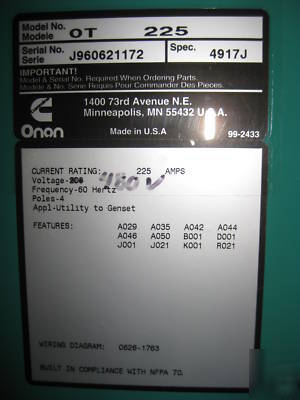 Model No. OT 225
Modele
Serial No. J960621172 Spec. 4917J
Serie
IMPORTANT!
Model & Serial No. Required When Ordering Parts.
Modele & No. Serie Requis Pour Commander Des Pieces.
1400 73rd Avenue N.E.
Minneapolis, MN 55432 U.S.A.
Onan
Made in U.S.A
99-2433
CURRENT RATING: 225 AMPS
Voltage-208 480 V
Frequency-60 Hertz
Poles-4
Appl-Utility to Genset
FEATURES: A029 A035 A042 A044
A046 A050 B001 D001
J001 J021 K001 R021
WIRING DIAGRAM: 0626-1763
BUILT IN COMPLIANCE WITH NFPA 70.